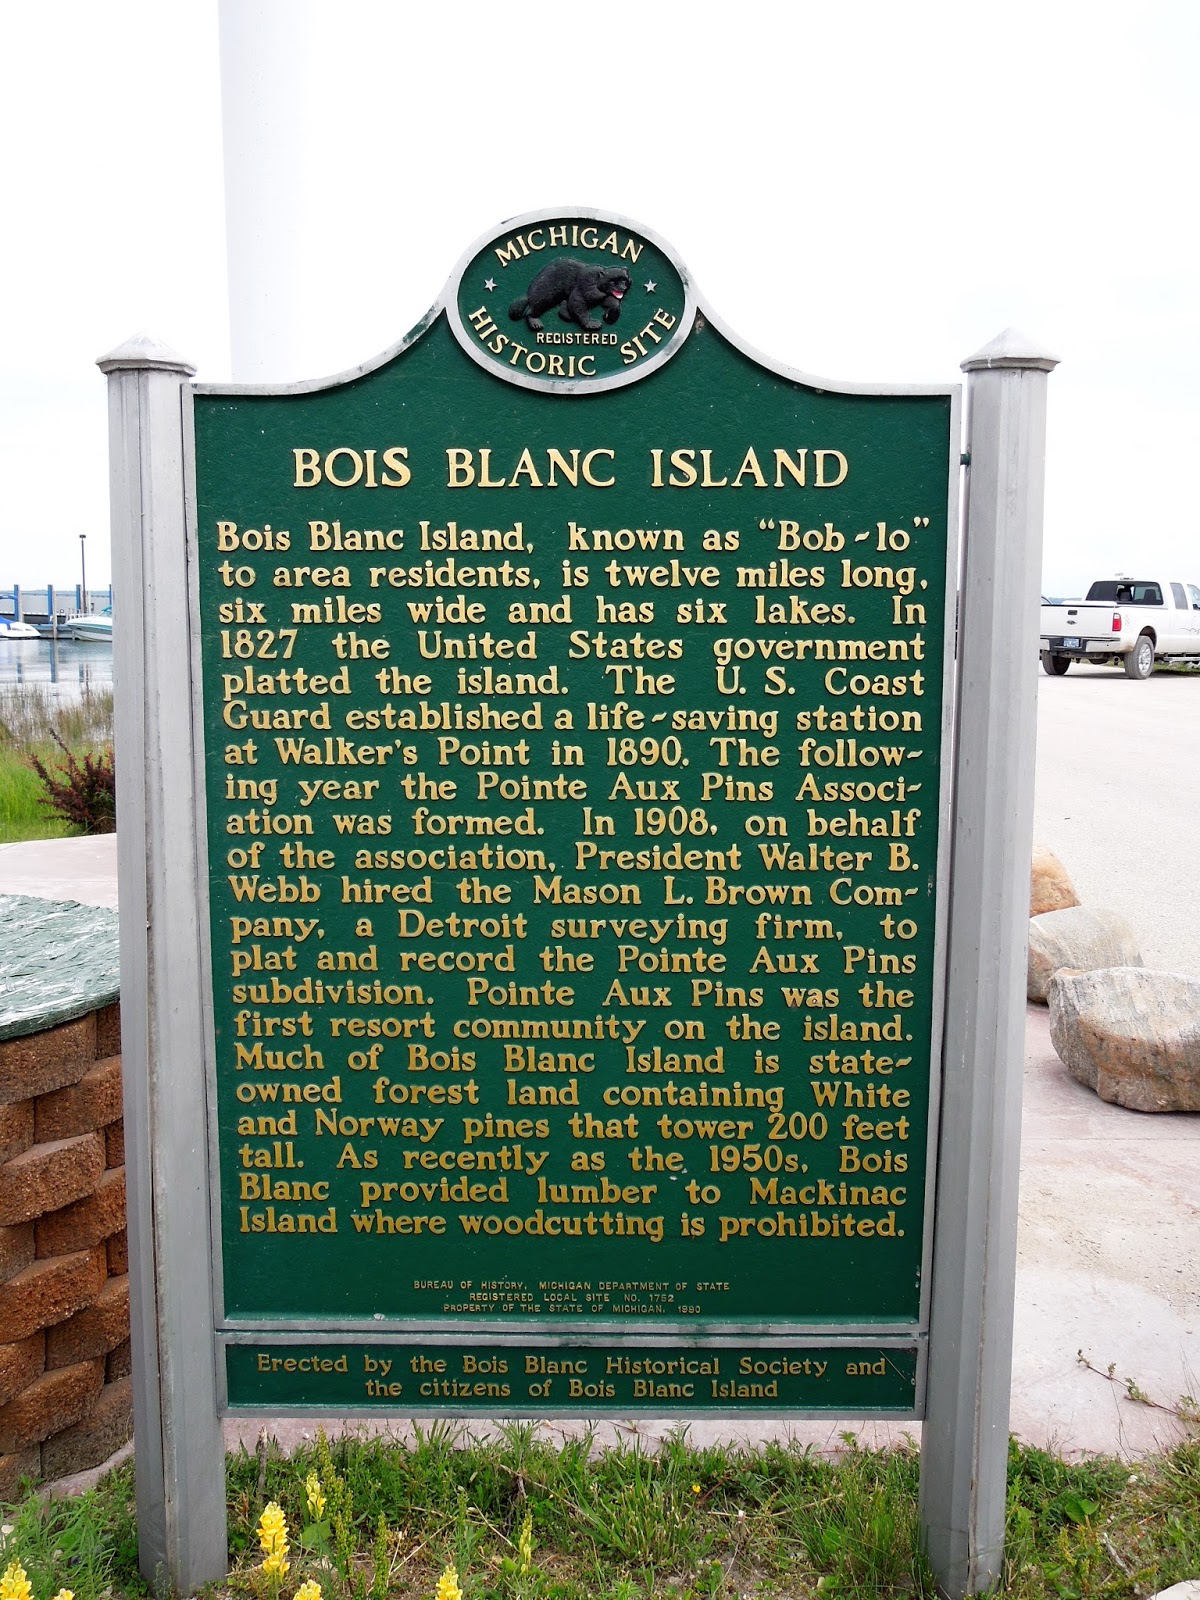 MICHIGAN
REGISTERED
HISTORIC SITE
BOIS BLANC ISLAND
Bois Blanc Island, known as "Bob-lo"
to area residents, is twelve miles long,
six miles wide and has six lakes. In
1827 the United States government
platted the island. The U. S. Coast
Guard established a life-saving station
at Walker's Point in 1890. The follow-
ing year the Pointe Aux Pins Associ-
ation was formed. In 1908, on behalf
of the association, President Walter B.
Webb hired the Mason L. Brown Com-
pany, a Detroit surveying firm, to
plat and record the Pointe Aux Pins
subdivision. Pointe Aux Pins was the
first resort community on the island.
Much of Bois Blanc Island is state-
owned forest land containing White
and Norway pines that tower 200 feet
tall. As recently as the 1950s, Bois
Blanc provided lumber to Mackinac
Island where woodcutting is prohibited.
BUREAU OF HISTORY, MICHIGAN DEPARTMENT OF STATE
REGISTERED LOCAL SITE NO. 1752
PROPERTY OF THE STATE OF MICHIGAN, 1990
Erected by the Bois Blanc Historical Society and
the citizens of Bois Blanc Island